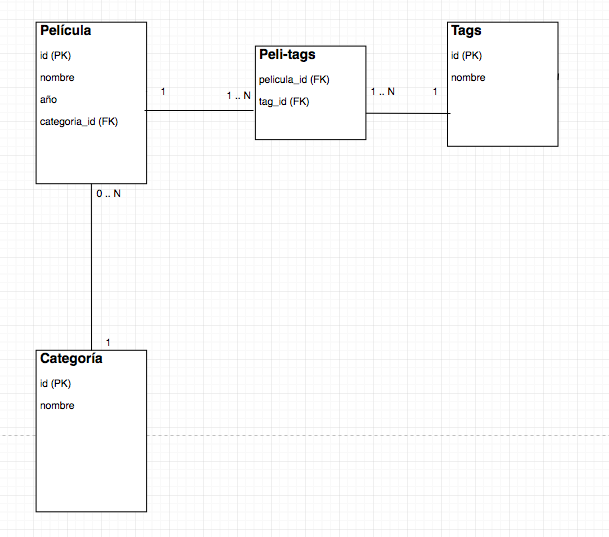 Película
id (PK)
nombre
año
categoria_id (FK)
1
1 .. N
Peli-tags
pelicula_id (FK)
tag_id (FK)
1 .. N
1
Tags
id (PK)
nombre
0 .. N
1
Categoría
id (PK)
nombre